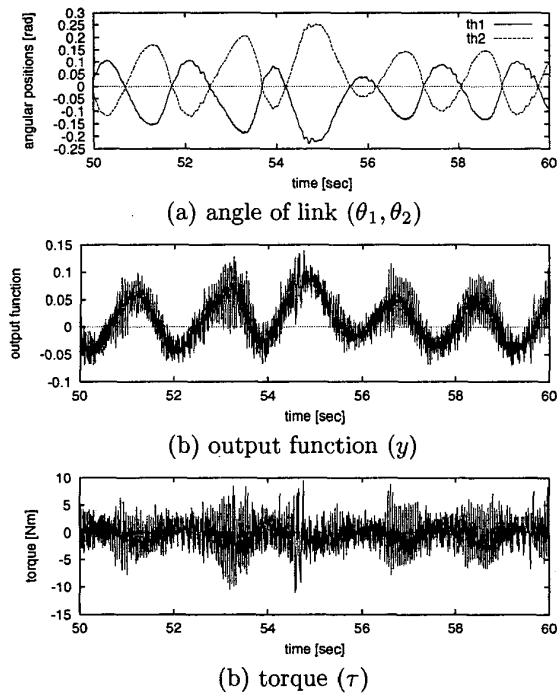 0.3
0.25
0.2
0.15
0.1
0.05
0
-0.05
-0.1
-0.15
-0.2
-0.25
angular positions [rad]
th1
th2
50 52 54 56 58 60
time [sec]
(a) angle of link (θ₁, θ₂)
0.15
0.1
0.05
0
-0.05
-0.1
output function
50 52 54 56 58 60
time [sec]
(b) output function (y)
10
5
0
-5
-10
-15
torque [Nm]
50 52 54 56 58 60
time [sec]
(b) torque (τ)